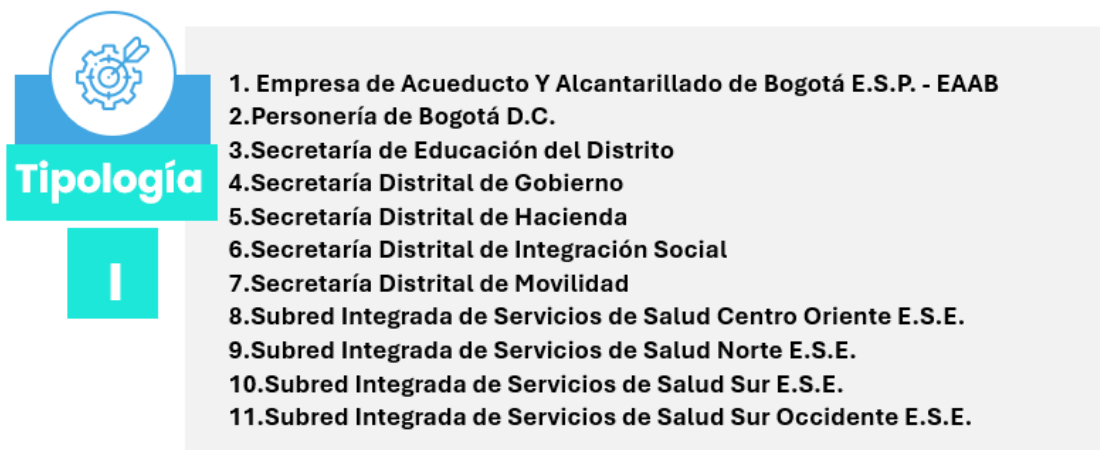 Tipología
I
1. Empresa de Acueducto Y Alcantarillado de Bogotá E.S.P. - EAAB
2.Personería de Bogotá D.C.
3.Secretaría de Educación del Distrito
4.Secretaría Distrital de Gobierno
5.Secretaría Distrital de Hacienda
6.Secretaría Distrital de Integración Social
7.Secretaría Distrital de Movilidad
8.Subred Integrada de Servicios de Salud Centro Oriente E.S.E.
9.Subred Integrada de Servicios de Salud Norte E.S.E.
10.Subred Integrada de Servicios de Salud Sur E.S.E.
11.Subred Integrada de Servicios de Salud Sur Occidente E.S.E.